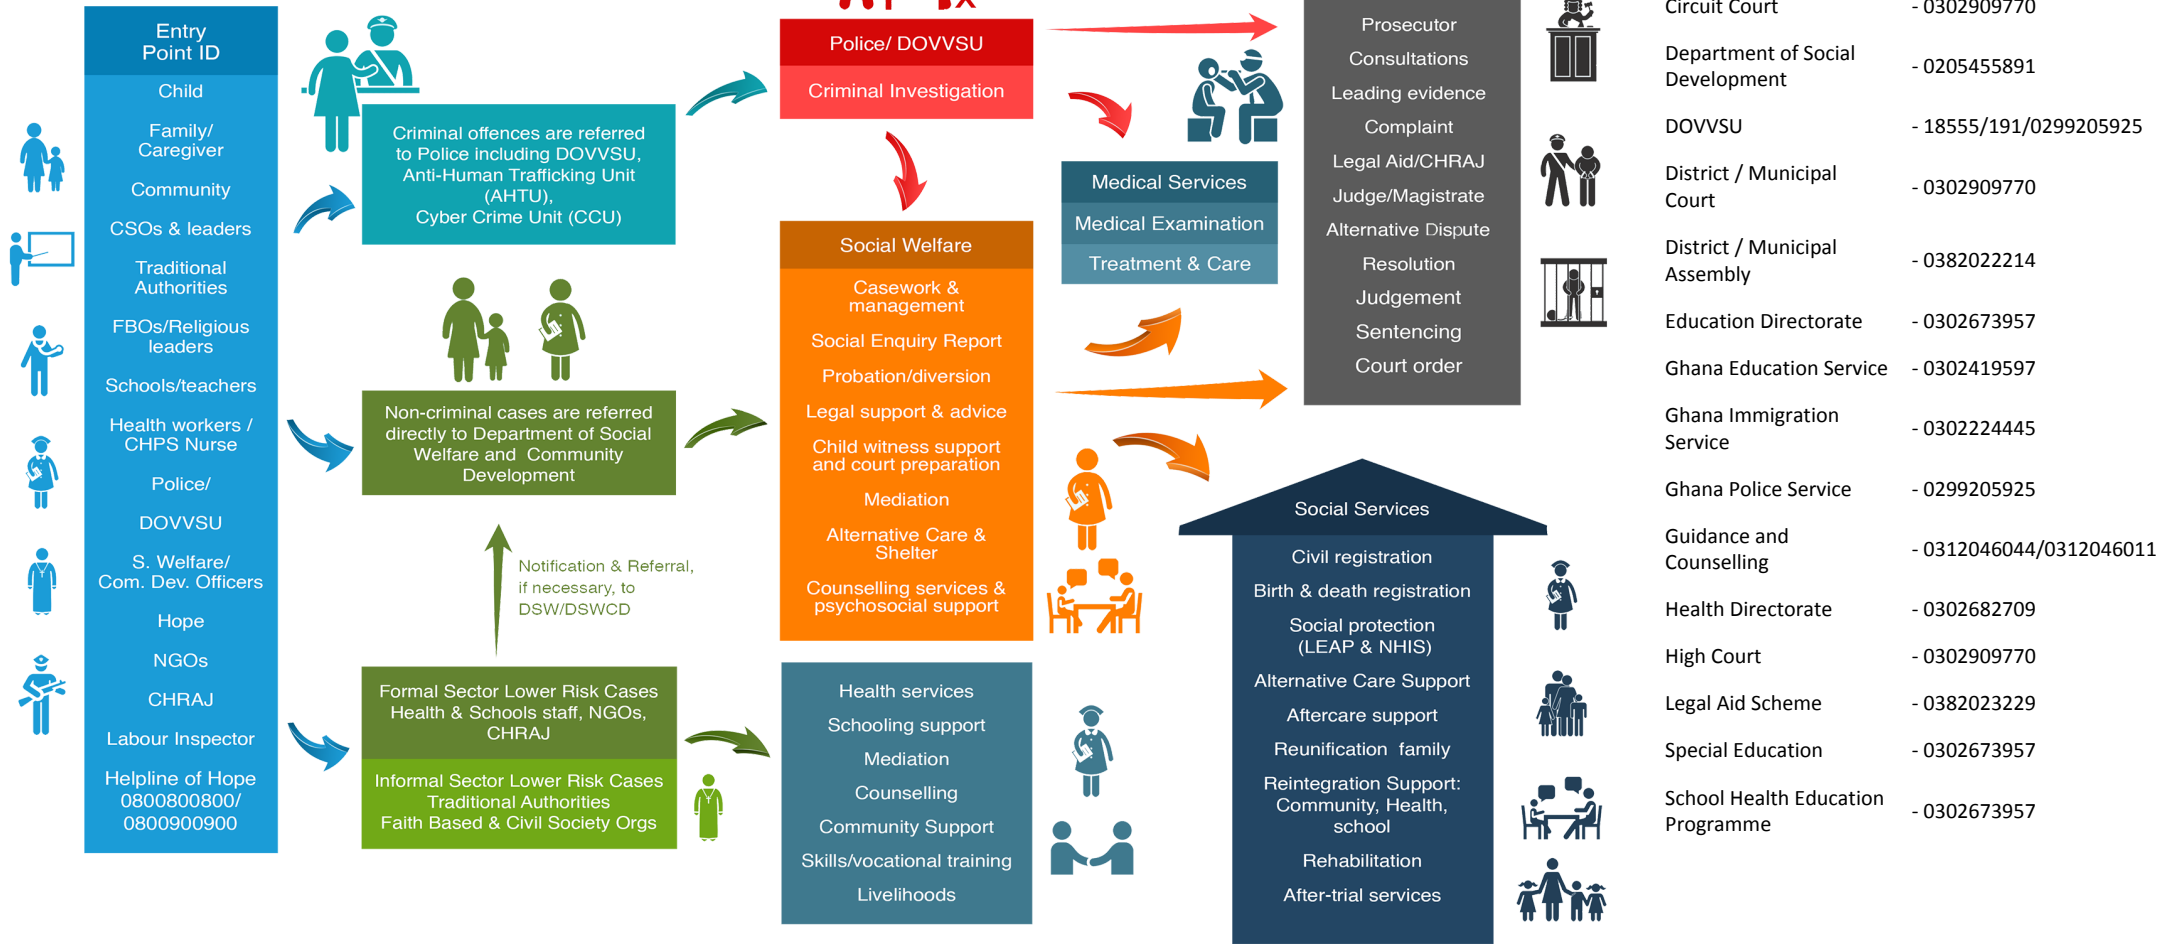 Entry
Point ID
Child
Family/
Caregiver
Community
CSOs & leaders
Traditional
Authorities
FBOs/Religious
leaders
Schools/teachers
Health workers /
CHPS Nurse
Police/
DOVVSU
S. Welfare/
Com. Dev. Officers
Hope
NGOs
CHRAJ
Labour Inspector
Helpline of Hope
0800800800/
0800900900
Criminal offences are referred
to Police including DOVVSU,
Anti-Human Trafficking Unit
(AHTU),
Cyber Crime Unit (CCU)
Non-criminal cases are referred
directly to Department of Social
Welfare and Community
Development
Notification & Referral,
if necessary, to
DSW/DSWCD
Formal Sector Lower Risk Cases
Health & Schools staff, NGOs,
CHRAJ
Informal Sector Lower Risk Cases
Traditional Authorities
Faith Based & Civil Society Orgs
Police/ DOVVSU
Criminal Investigation
Social Welfare
Casework &
management
Social Enquiry Report
Probation/diversion
Legal support & advice
Child witness support
and court preparation
Mediation
Alternative Care &
Shelter
Counselling services &
psychosocial support
Health services
Schooling support
Mediation
Counselling
Community Support
Skills/vocational training
Livelihoods
Medical Services
Medical Examination
Treatment & Care
Prosecutor
Consultations
Leading evidence
Complaint
Legal Aid/CHRAJ
Judge/Magistrate
Alternative Dispute
Resolution
Judgement
Sentencing
Court order
Social Services
Civil registration
Birth & death registration
Social protection
(LEAP & NHIS)
Alternative Care Support
Aftercare support
Reunification family
Reintegration Support:
Community, Health,
school
Rehabilitation
After-trial services
Circuit Court - 0302909770
Department of Social
Development - 0205455891
DOVVSU - 18555/191/0299205925
District / Municipal
Court - 0302909770
District / Municipal
Assembly - 0382022214
Education Directorate - 0302673957
Ghana Education Service - 0302419597
Ghana Immigration
Service - 0302224445
Ghana Police Service - 0299205925
Guidance and
Counselling - 0312046044/0312046011
Health Directorate - 0302682709
High Court - 0302909770
Legal Aid Scheme - 0382023229
Special Education - 0302673957
School Health Education
Programme - 0302673957